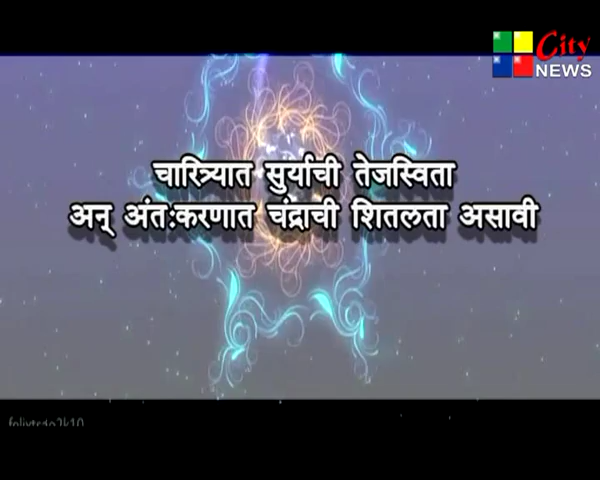 City
NEWS
चारित्र्यात सुर्याची तेजस्विता
अन् अंतःकरणात चंद्राची शितलता असावी